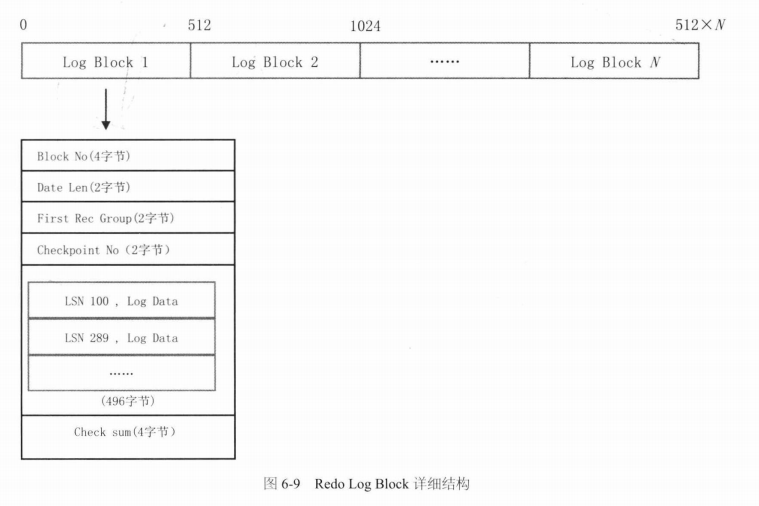 0 512 1024 512×N
Log Block 1 Log Block 2 …… Log Block N
Block No(4字节)
Date Len(2字节)
First Rec Group(2字节)
Checkpoint No（2字节）
LSN 100 , Log Data
LSN 289 , Log Data
……
(496字节)
Check sum(4字节)
图 6-9 Redo Log Block 详细结构